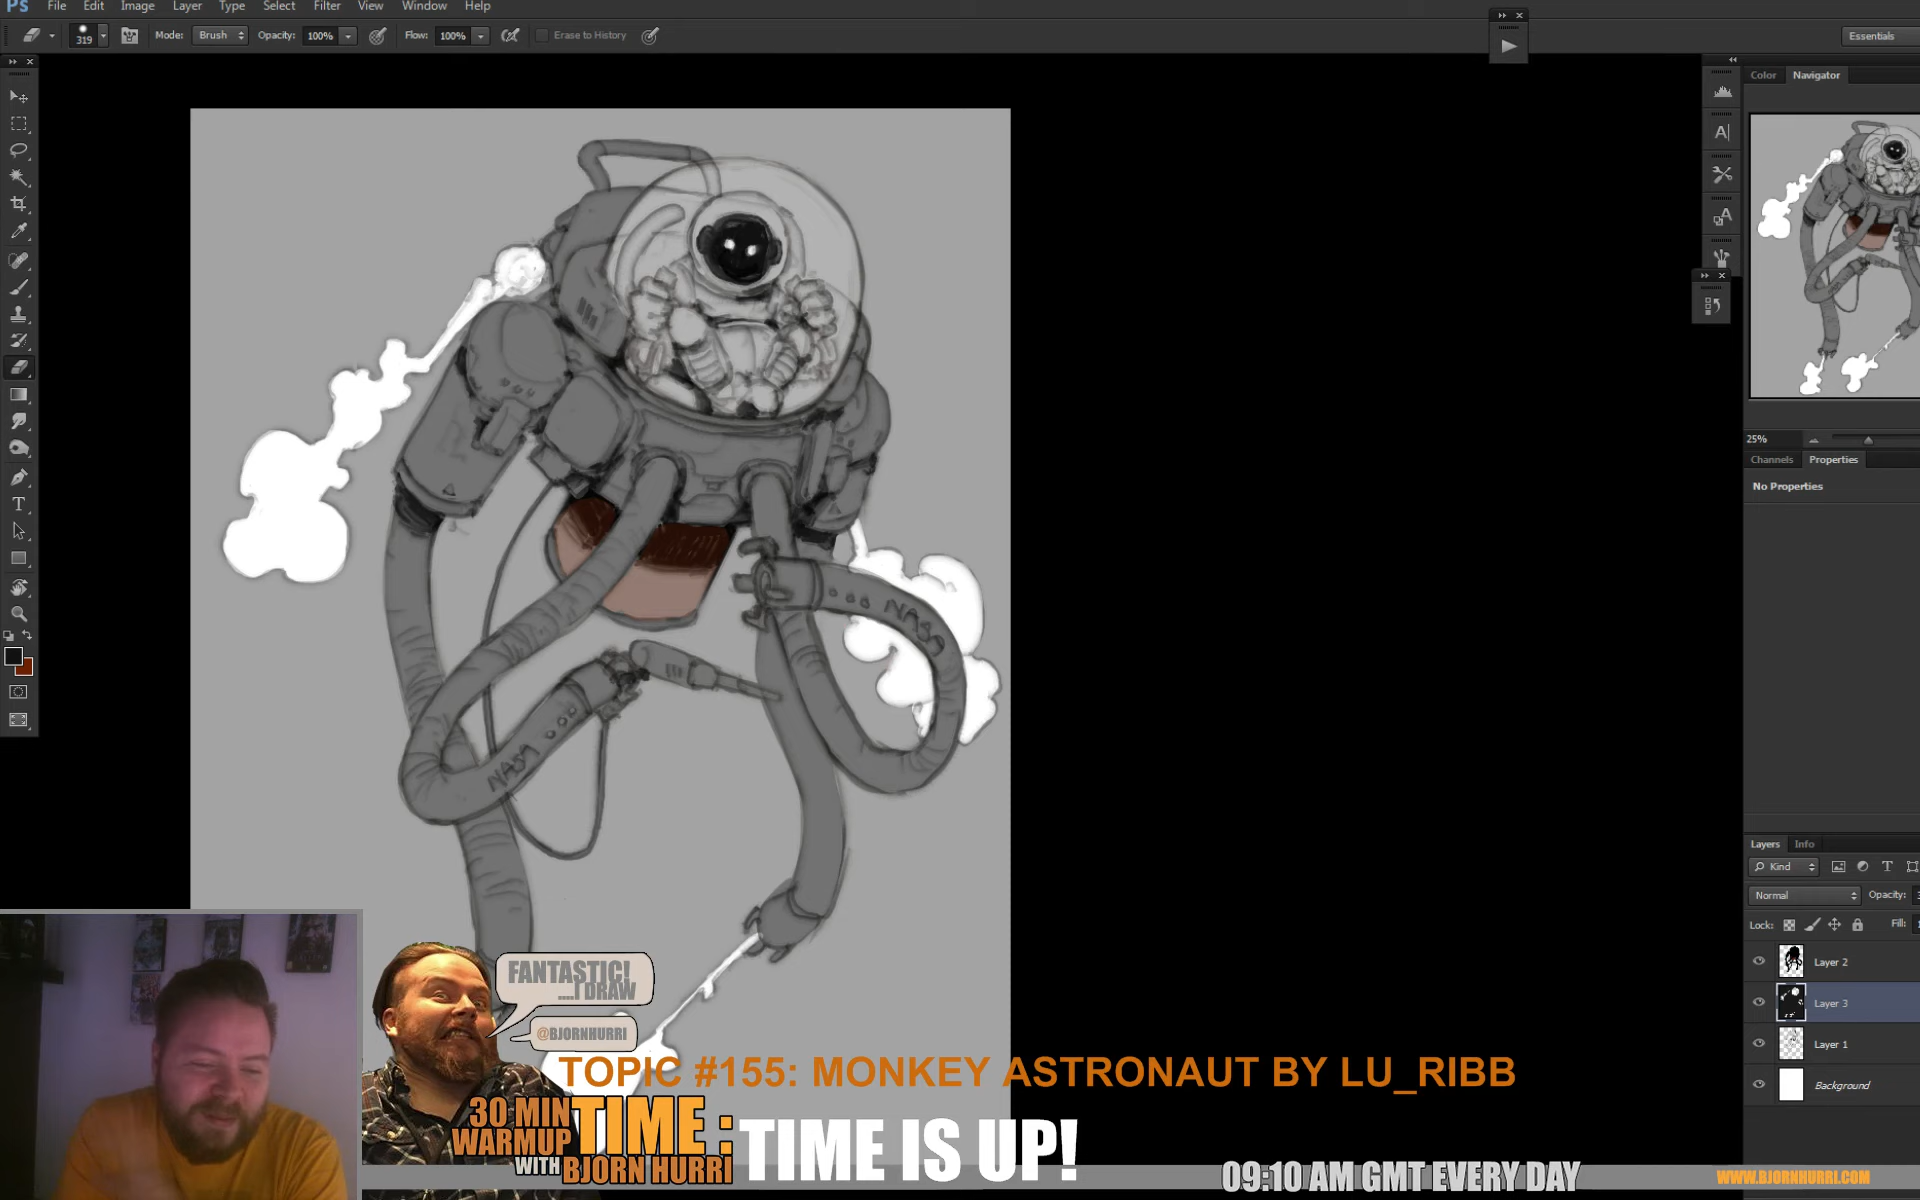 Ps File Edit Image Layer Type Select Filter View Window Help
319 Mode: Brush Opacity: 100% Flow: 100% Erase to History
Essentials
Color Navigator
25%
Channels Properties
No Properties
NASA
NASA
Layers Info
Kind
Normal Opacity:
Lock: Fill:
Layer 2
Layer 3
Layer 1
Background
FANTASTIC!
....I DRAW
@BJORNHURRI
TOPIC #155: MONKEY ASTRONAUT BY LU_RIBB
30 MIN
WARMUP
WITH BJORN HURRI
TIME : TIME IS UP!
09:10 AM GMT EVERY DAY
WWW.BJORNHURRI.COM